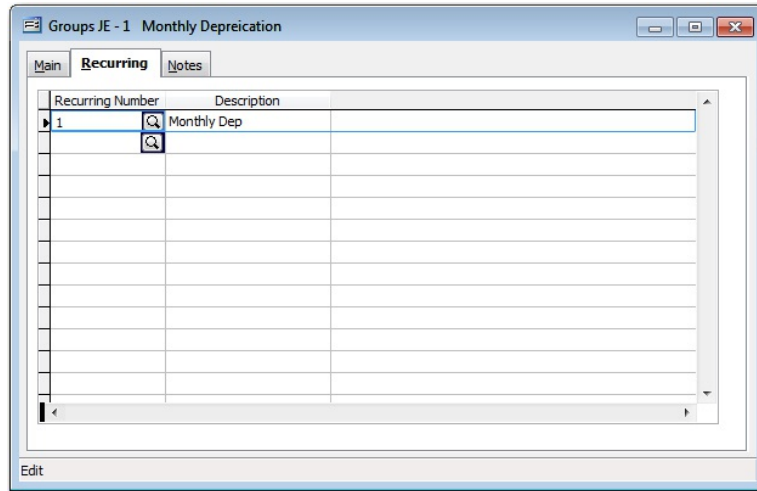 Groups JE - 1 Monthly Depreication
Main Recurring Notes
Recurring Number Description
1 Monthly Dep
Edit